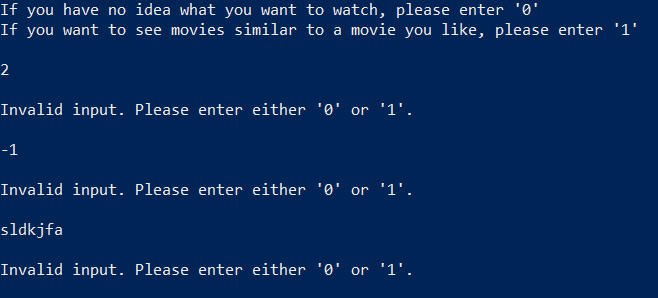 If you have no idea what you want to watch, please enter '0'
If you want to see movies similar to a movie you like, please enter '1'
2
Invalid input. Please enter either '0' or '1'.
-1
Invalid input. Please enter either '0' or '1'.
sldkjfa
Invalid input. Please enter either '0' or '1'.